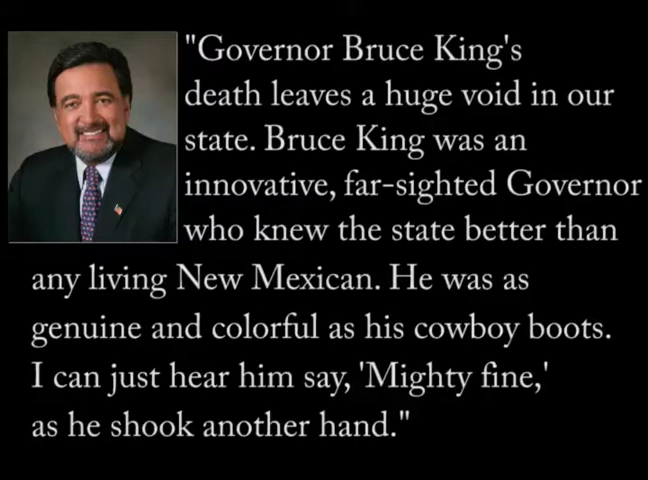 "Governor Bruce King's
death leaves a huge void in our
state. Bruce King was an
innovative, far-sighted Governor
who knew the state better than
any living New Mexican. He was as
genuine and colorful as his cowboy boots.
I can just hear him say, 'Mighty fine,'
as he shook another hand."